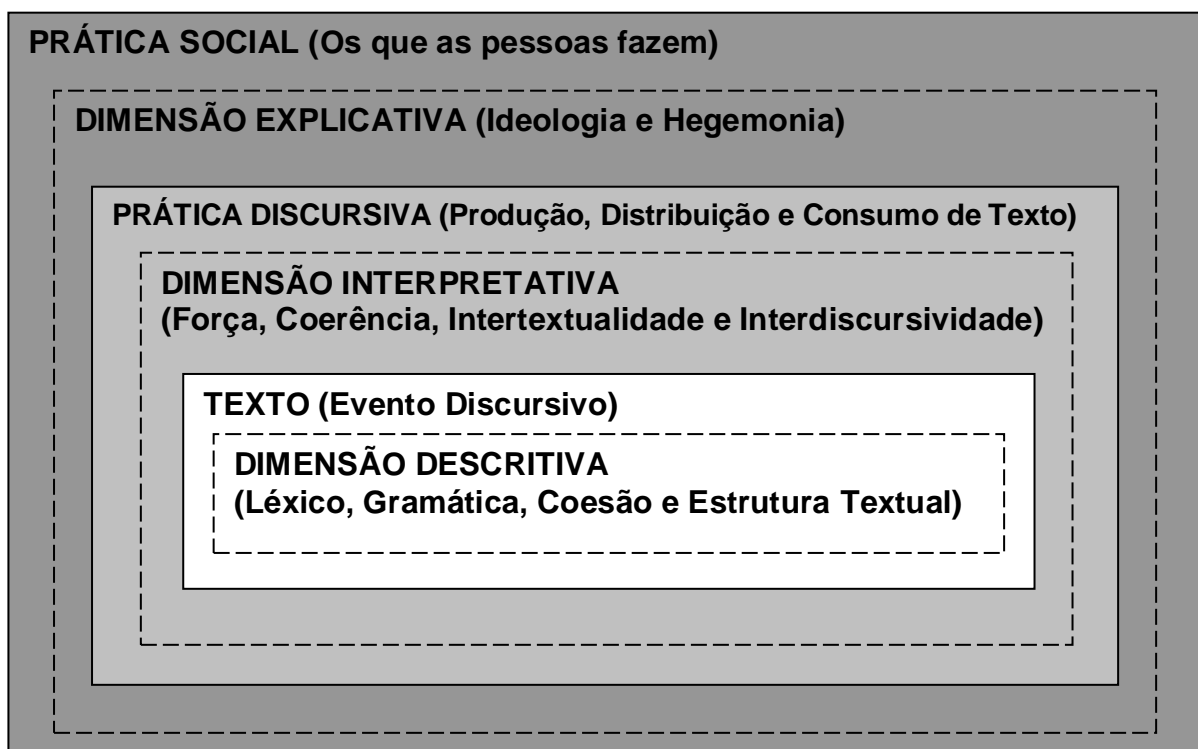 PRÁTICA SOCIAL (Os que as pessoas fazem)
DIMENSÃO EXPLICATIVA (Ideologia e Hegemonia)
PRÁTICA DISCURSIVA (Produção, Distribuição e Consumo de Texto)
DIMENSÃO INTERPRETATIVA
(Força, Coerência, Intertextualidade e Interdiscursividade)
TEXTO (Evento Discursivo)
DIMENSÃO DESCRITIVA
(Léxico, Gramática, Coesão e Estrutura Textual)